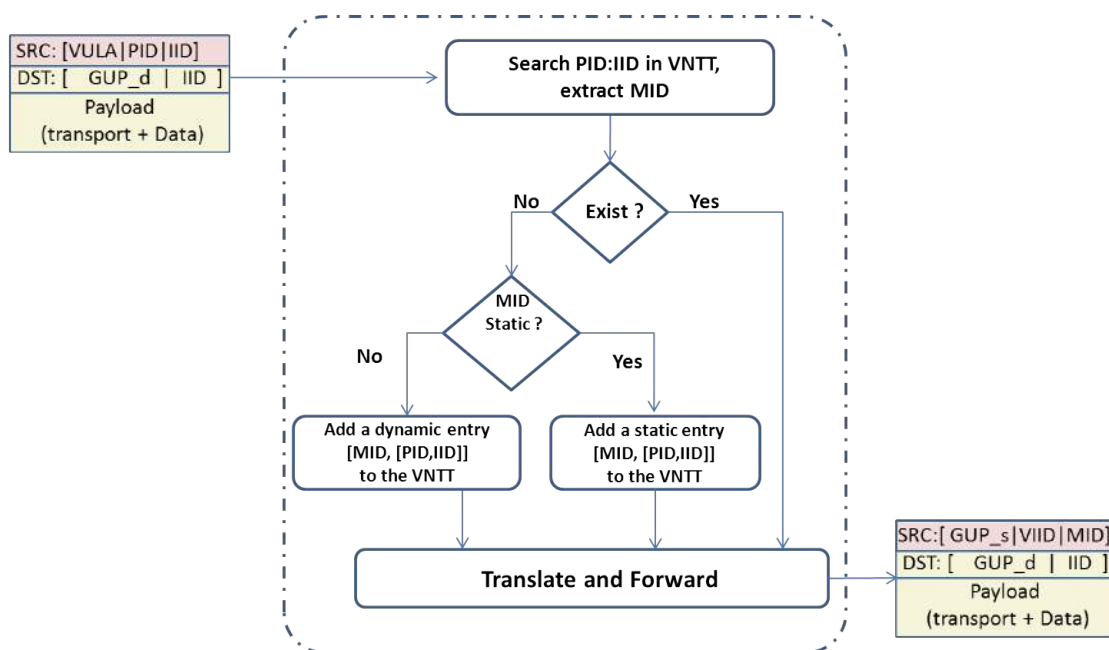 SRC: [VULA|PID|IID]
DST: [ GUP_d | IID ]
Payload
(transport + Data)
Search PID:IID in VNTT,
extract MID
Exist ?
No
Yes
MID
Static ?
No
Yes
Add a dynamic entry
[MID, [PID,IID]]
to the VNTT
Add a static entry
[MID, [PID,IID]]
to the VNTT
Translate and Forward
SRC:[ GUP_s|VIID|MID]
DST: [ GUP_d | IID ]
Payload
(transport + Data)